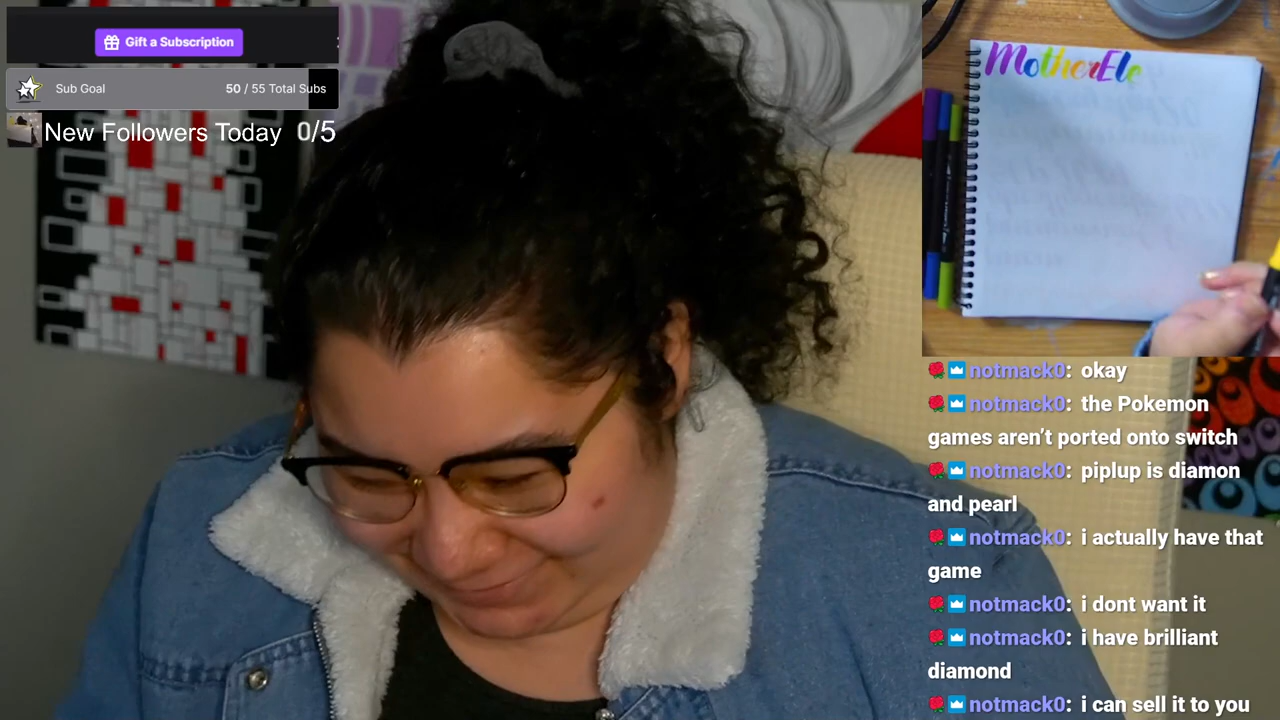 Gift a Subscription
Sub Goal 50 / 55 Total Subs
New Followers Today 0/5
MotherEle
notmack0: okay
notmack0: the Pokemon
games aren't ported onto switch
notmack0: piplup is diamon
and pearl
notmack0: i actually have that
game
notmack0: i dont want it
notmack0: i have brilliant
diamond
notmack0: i can sell it to you